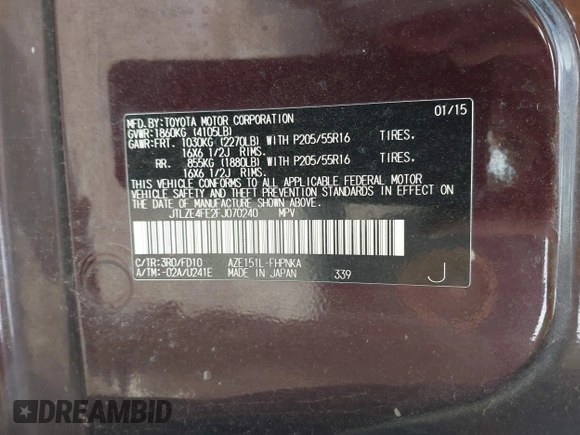 MFD.BY:TOYOTA MOTOR CORPORATION 01/15
GVWR:1860KG (4105LB)
GAWR:FRT. 1030KG (2270LB) WITH P205/55R16 TIRES.
16X6 1/2J RIMS.
RR. 855KG (1880LB) WITH P205/55R16 TIRES.
16X6 1/2J RIMS.
THIS VEHICLE CONFORMS TO ALL APPLICABLE FEDERAL MOTOR
VEHICLE SAFETY AND THEFT PREVENTION STANDARDS IN EFFECT ON
THE DATE OF MANUFACTURE SHOWN ABOVE.
JTLZE4FE2FJ070240 MPV
C/TR:3R0/FD10 AZE151L-FHPNKA
A/TM:-02A/U241E MADE IN JAPAN 339 J
DREAMBID